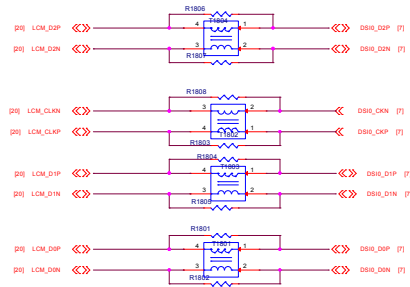 R1806
T1804
[20] LCM_D2P 4 1 DSI0_D2P [7]
[20] LCM_D2N 3 2 DSI0_D2N [7]
R1807
R1808
[20] LCM_CLKN 3 2 DSI0_CKN [7]
[20] LCM_CLKP 4 1 DSI0_CKP [7]
T1802
R1803
R1804
T1803
[20] LCM_D1P 4 1 DSI0_D1P [7]
[20] LCM_D1N 3 2 DSI0_D1N [7]
R1805
R1801
T1801
[20] LCM_D0P 4 1 DSI0_D0P [7]
[20] LCM_D0N 3 2 DSI0_D0N [7]
R1802